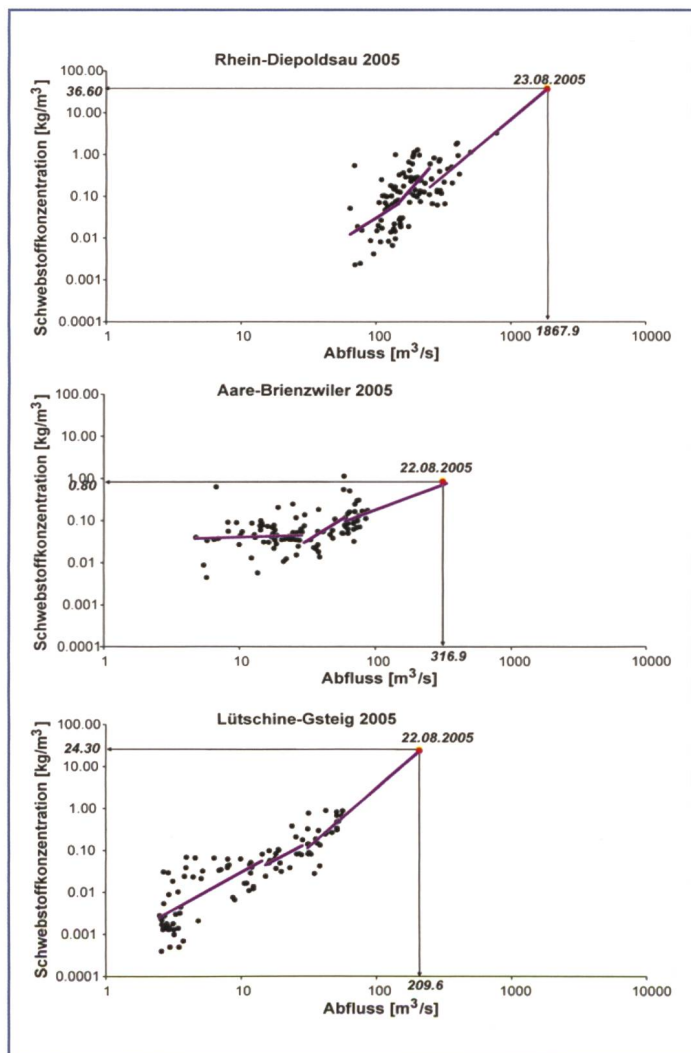 Rhein-Diepoldsau 2005
Schwebstoffkonzentration [kg/m³]
100.00
36.60
1.00
0.10
0.01
0.001
0.0001
23.08.2005
1 10 100 1000 10000
1867.9
Abfluss [m³/s]
Aare-Brienzwiler 2005
Schwebstoffkonzentration [kg/m³]
100.00
10.00
1.00
0.80
0.10
0.01
0.001
0.0001
22.08.2005
1 10 100 1000 10000
316.9
Abfluss [m³/s]
Lütschine-Gsteig 2005
Schwebstoffkonzentration [kg/m³]
100.00
24.30
10.00
1.00
0.10
0.01
0.001
0.0001
22.08.2005
1 10 100 1000 10000
209.6
Abfluss [m³/s]